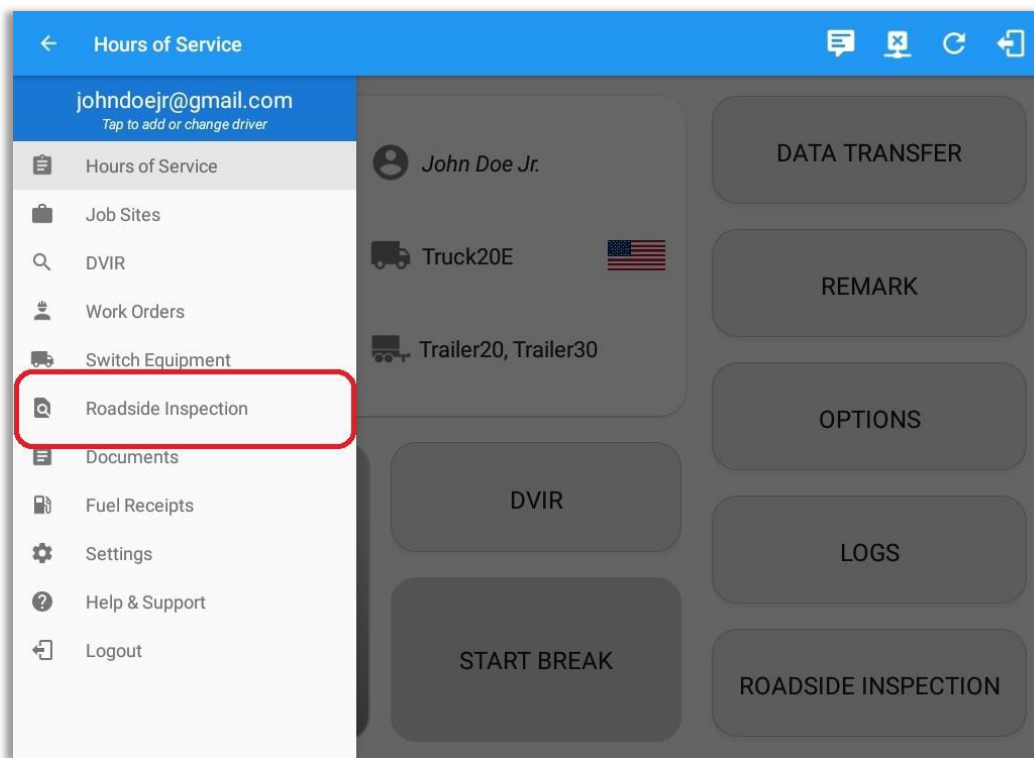 Hours of Service
johndoejr@gmail.com
Tap to add or change driver
Hours of Service
Job Sites
DVIR
Work Orders
Switch Equipment
Roadside Inspection
Documents
Fuel Receipts
Settings
Help & Support
Logout
John Doe Jr.
Truck20E
Trailer20, Trailer30
DVIR
START BREAK
DATA TRANSFER
REMARK
OPTIONS
LOGS
ROADSIDE INSPECTION